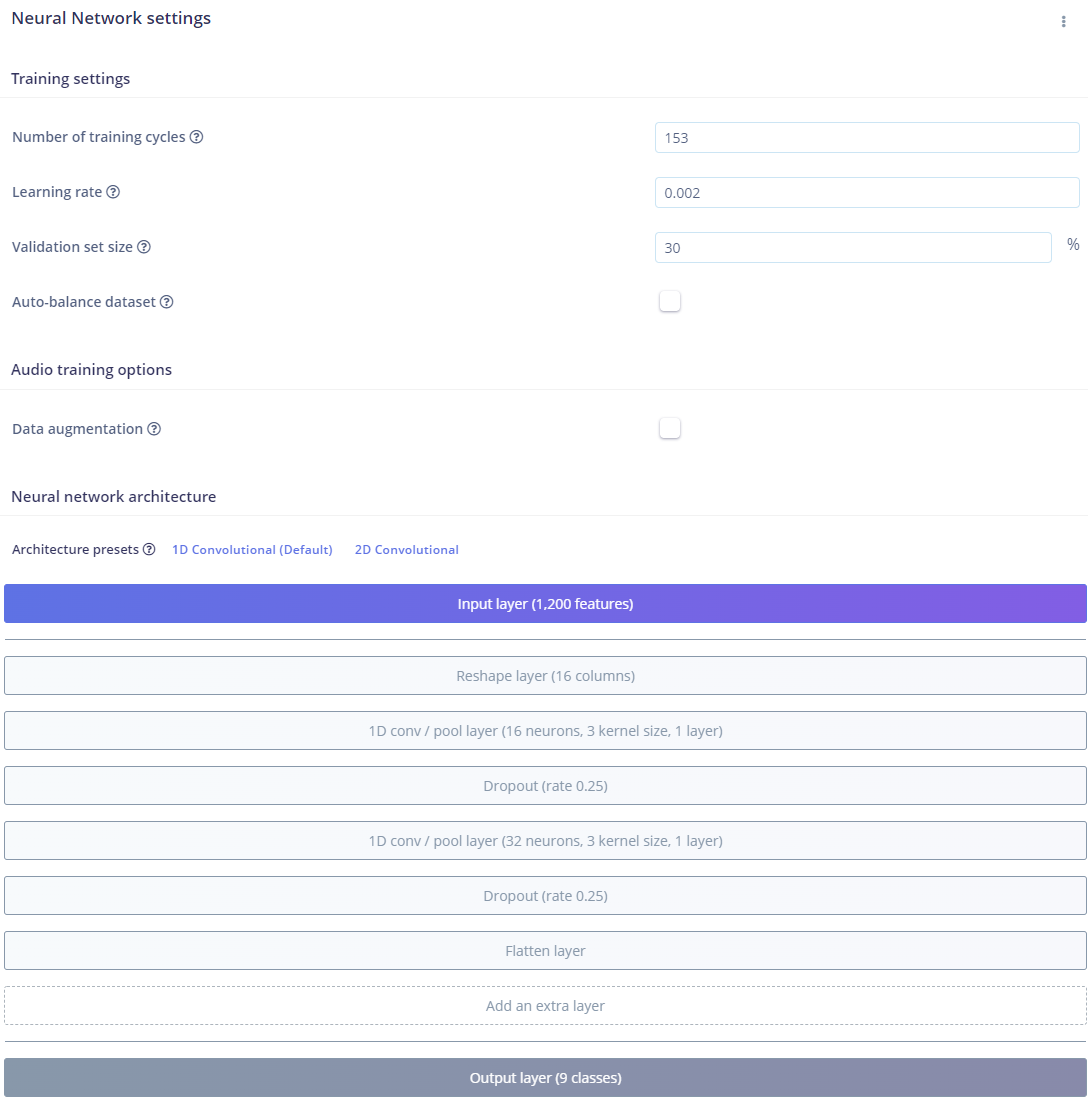 Neural Network settings
Training settings
Number of training cycles
153
Learning rate
0.002
Validation set size
30
%
Auto-balance dataset
Audio training options
Data augmentation
Neural network architecture
Architecture presets 1D Convolutional (Default) 2D Convolutional
Input layer (1,200 features)
Reshape layer (16 columns)
1D conv / pool layer (16 neurons, 3 kernel size, 1 layer)
Dropout (rate 0.25)
1D conv / pool layer (32 neurons, 3 kernel size, 1 layer)
Dropout (rate 0.25)
Flatten layer
Add an extra layer
Output layer (9 classes)